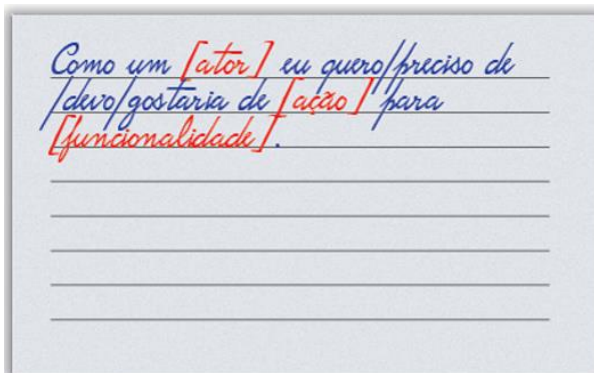 Como um [ator] eu quero/preciso de
/devo/gostaria de [ação] para
[funcionalidade].